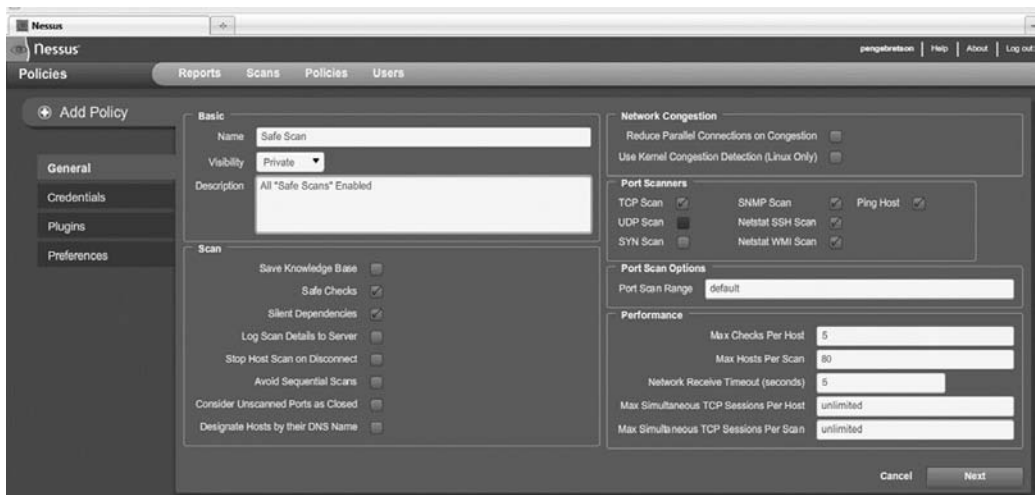 Nessus
Nessus
pengebretson | Help | About | Log out
Policies
Reports Scans Policies Users
Add Policy
General
Credentials
Plugins
Preferences
Basic
Name Safe Scan
Visibility Private
Description All "Safe Scans" Enabled
Scan
Save Knowledge Base
Safe Checks
Silent Dependencies
Log Scan Details to Server
Stop Host Scan on Disconnect
Avoid Sequential Scans
Consider Unscanned Ports as Closed
Designate Hosts by their DNS Name
Network Congestion
Reduce Parallel Connections on Congestion
Use Kernel Congestion Detection (Linux Only)
Port Scanners
TCP Scan SNMP Scan Ping Host
UDP Scan Netstat SSH Scan
SYN Scan Netstat WMI Scan
Port Scan Options
Port Scan Range default
Performance
Max Checks Per Host 5
Max Hosts Per Scan 80
Network Receive Timeout (seconds) 5
Max Simultaneous TCP Sessions Per Host unlimited
Max Simultaneous TCP Sessions Per Scan unlimited
Cancel Next